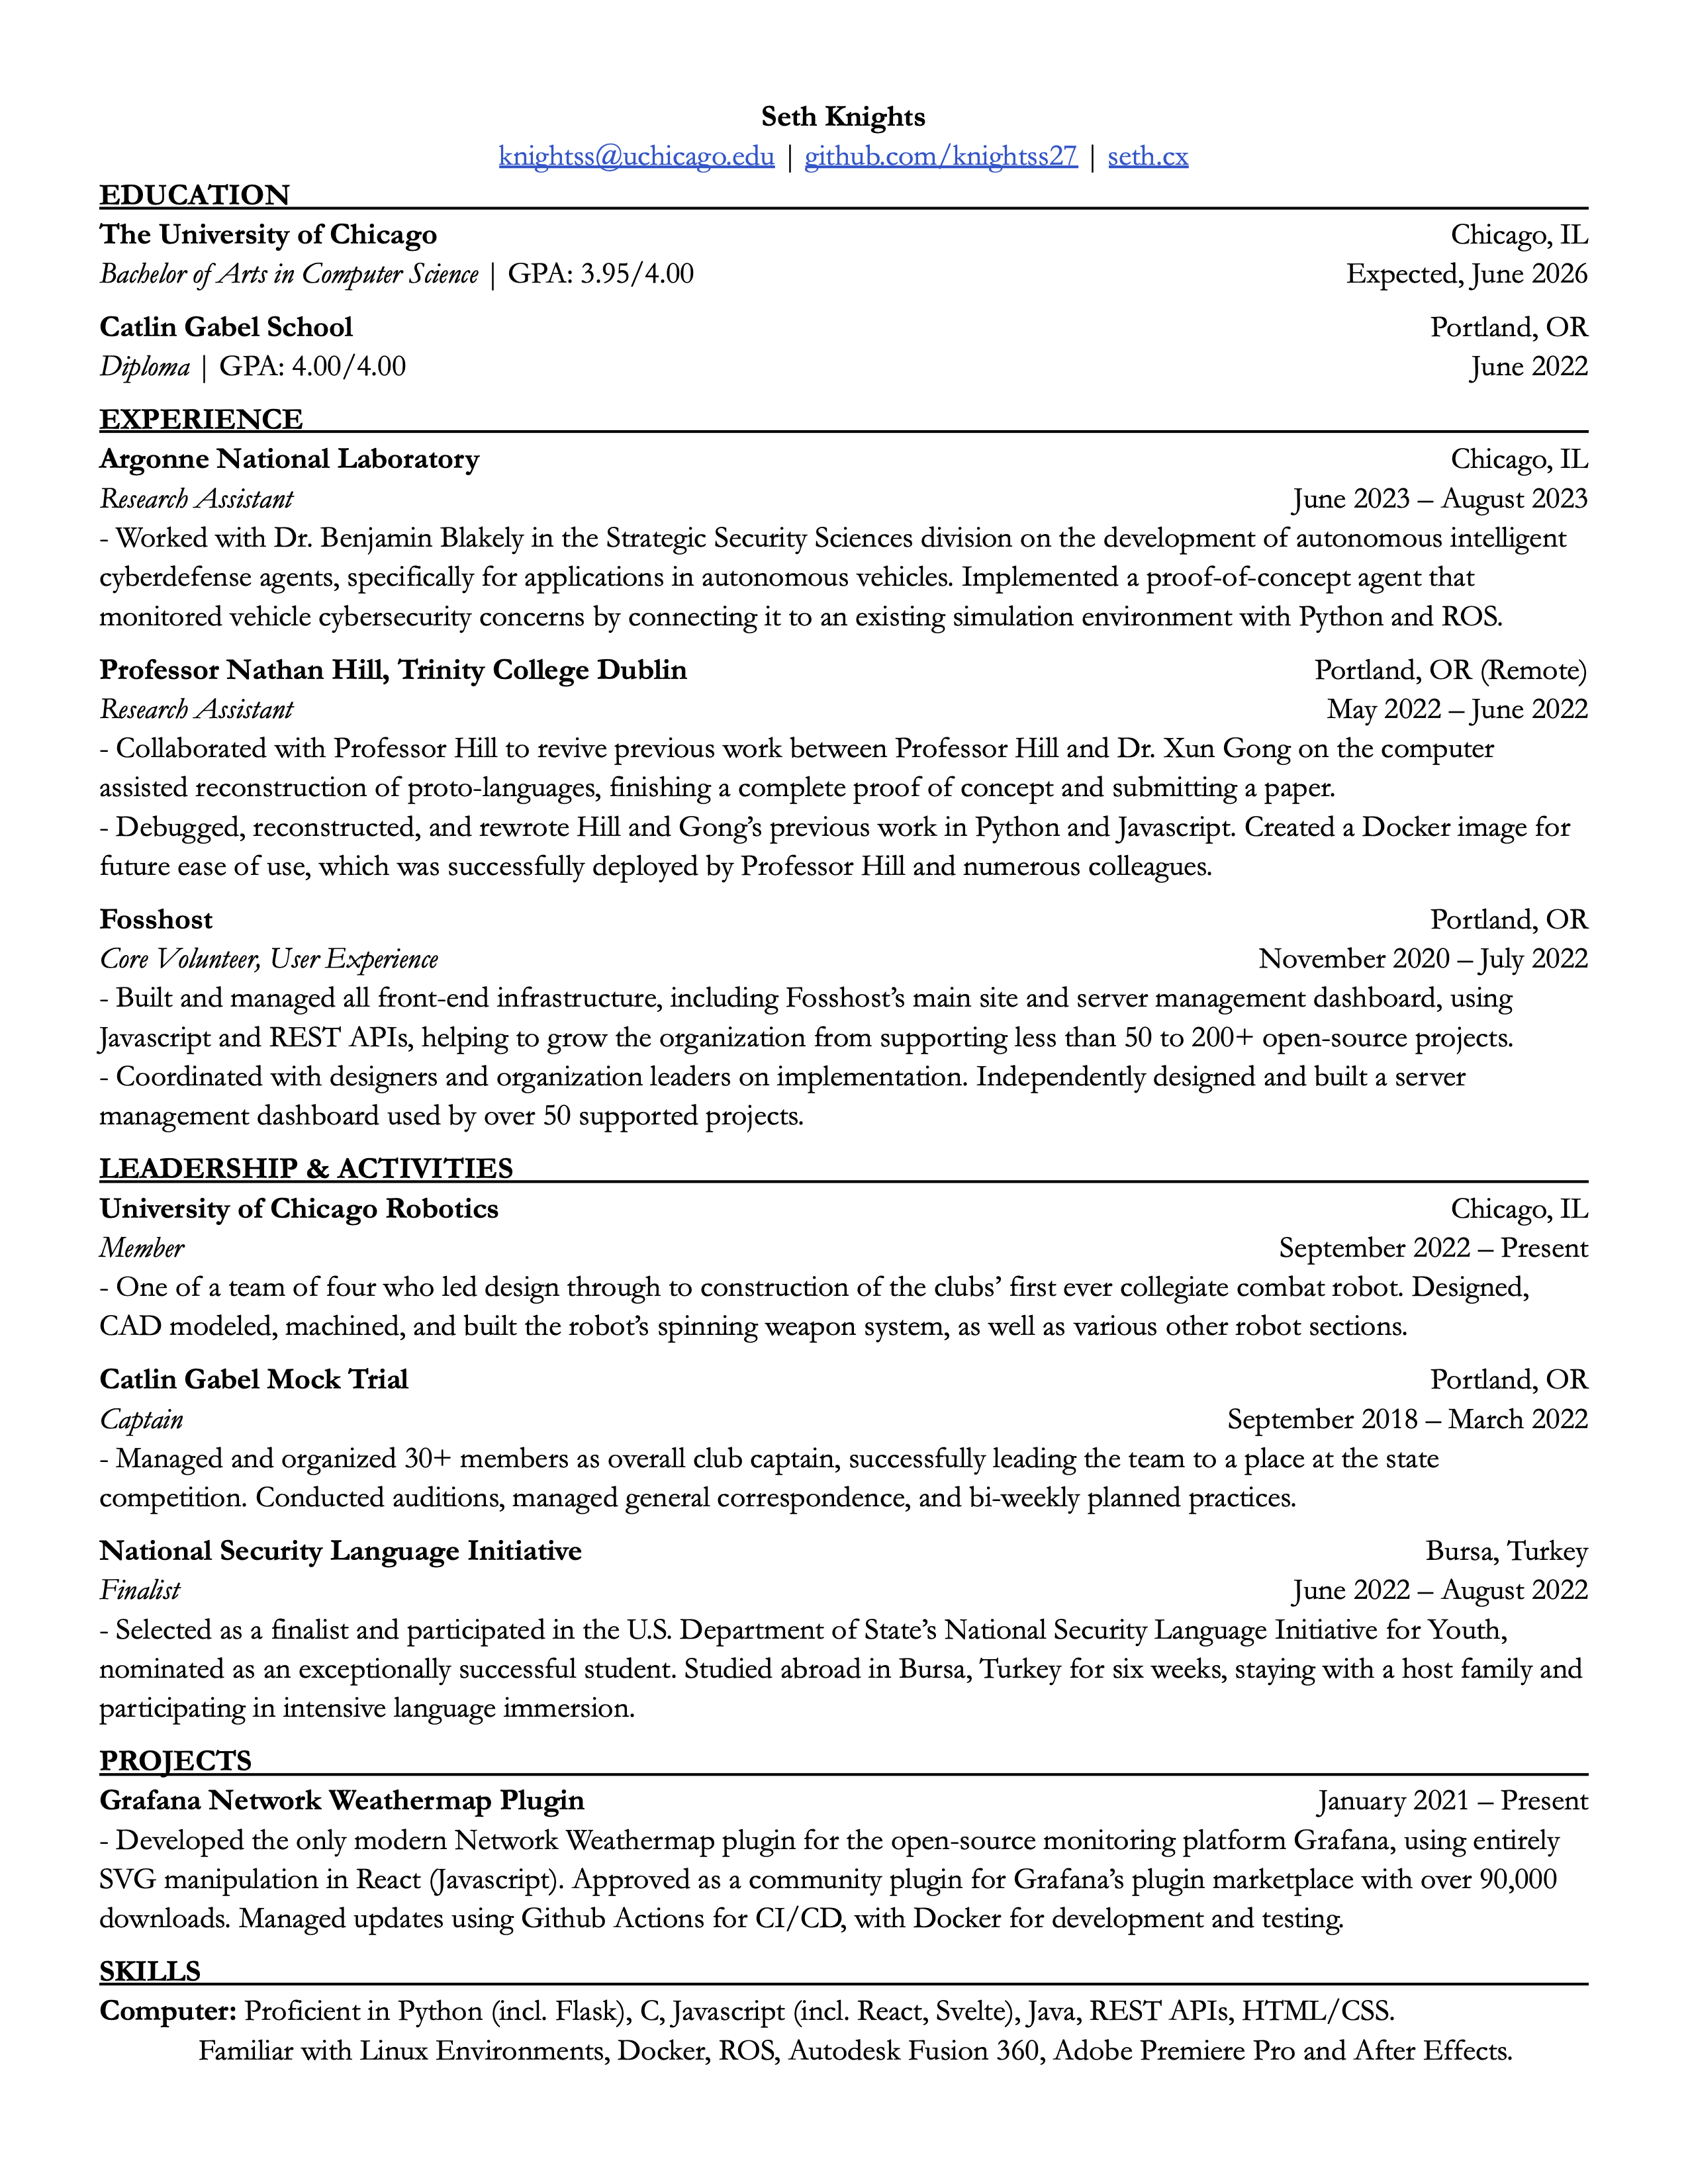 Seth Knights
knightss@uchicago.edu | github.com/knightss27 | seth.cx
EDUCATION
The University of Chicago Chicago, IL
Bachelor of Arts in Computer Science | GPA: 3.95/4.00 Expected, June 2026
Catlin Gabel School Portland, OR
Diploma | GPA: 4.00/4.00 June 2022
EXPERIENCE
Argonne National Laboratory Chicago, IL
Research Assistant June 2023 – August 2023
- Worked with Dr. Benjamin Blakely in the Strategic Security Sciences division on the development of autonomous intelligent
cyberdefense agents, specifically for applications in autonomous vehicles. Implemented a proof-of-concept agent that
monitored vehicle cybersecurity concerns by connecting it to an existing simulation environment with Python and ROS.
Professor Nathan Hill, Trinity College Dublin Portland, OR (Remote)
Research Assistant May 2022 – June 2022
- Collaborated with Professor Hill to revive previous work between Professor Hill and Dr. Xun Gong on the computer
assisted reconstruction of proto-languages, finishing a complete proof of concept and submitting a paper.
- Debugged, reconstructed, and rewrote Hill and Gong’s previous work in Python and Javascript. Created a Docker image for
future ease of use, which was successfully deployed by Professor Hill and numerous colleagues.
Fosshost Portland, OR
Core Volunteer, User Experience November 2020 – July 2022
- Built and managed all front-end infrastructure, including Fosshost’s main site and server management dashboard, using
Javascript and REST APIs, helping to grow the organization from supporting less than 50 to 200+ open-source projects.
- Coordinated with designers and organization leaders on implementation. Independently designed and built a server
management dashboard used by over 50 supported projects.
LEADERSHIP & ACTIVITIES
University of Chicago Robotics Chicago, IL
Member September 2022 – Present
- One of a team of four who led design through to construction of the clubs’ first ever collegiate combat robot. Designed,
CAD modeled, machined, and built the robot’s spinning weapon system, as well as various other robot sections.
Catlin Gabel Mock Trial Portland, OR
Captain September 2018 – March 2022
- Managed and organized 30+ members as overall club captain, successfully leading the team to a place at the state
competition. Conducted auditions, managed general correspondence, and bi-weekly planned practices.
National Security Language Initiative Bursa, Turkey
Finalist June 2022 – August 2022
- Selected as a finalist and participated in the U.S. Department of State’s National Security Language Initiative for Youth,
nominated as an exceptionally successful student. Studied abroad in Bursa, Turkey for six weeks, staying with a host family and
participating in intensive language immersion.
PROJECTS
Grafana Network Weathermap Plugin January 2021 – Present
- Developed the only modern Network Weathermap plugin for the open-source monitoring platform Grafana, using entirely
SVG manipulation in React (Javascript). Approved as a community plugin for Grafana’s plugin marketplace with over 90,000
downloads. Managed updates using Github Actions for CI/CD, with Docker for development and testing.
SKILLS
Computer: Proficient in Python (incl. Flask), C, Javascript (incl. React, Svelte), Java, REST APIs, HTML/CSS.
Familiar with Linux Environments, Docker, ROS, Autodesk Fusion 360, Adobe Premiere Pro and After Effects.